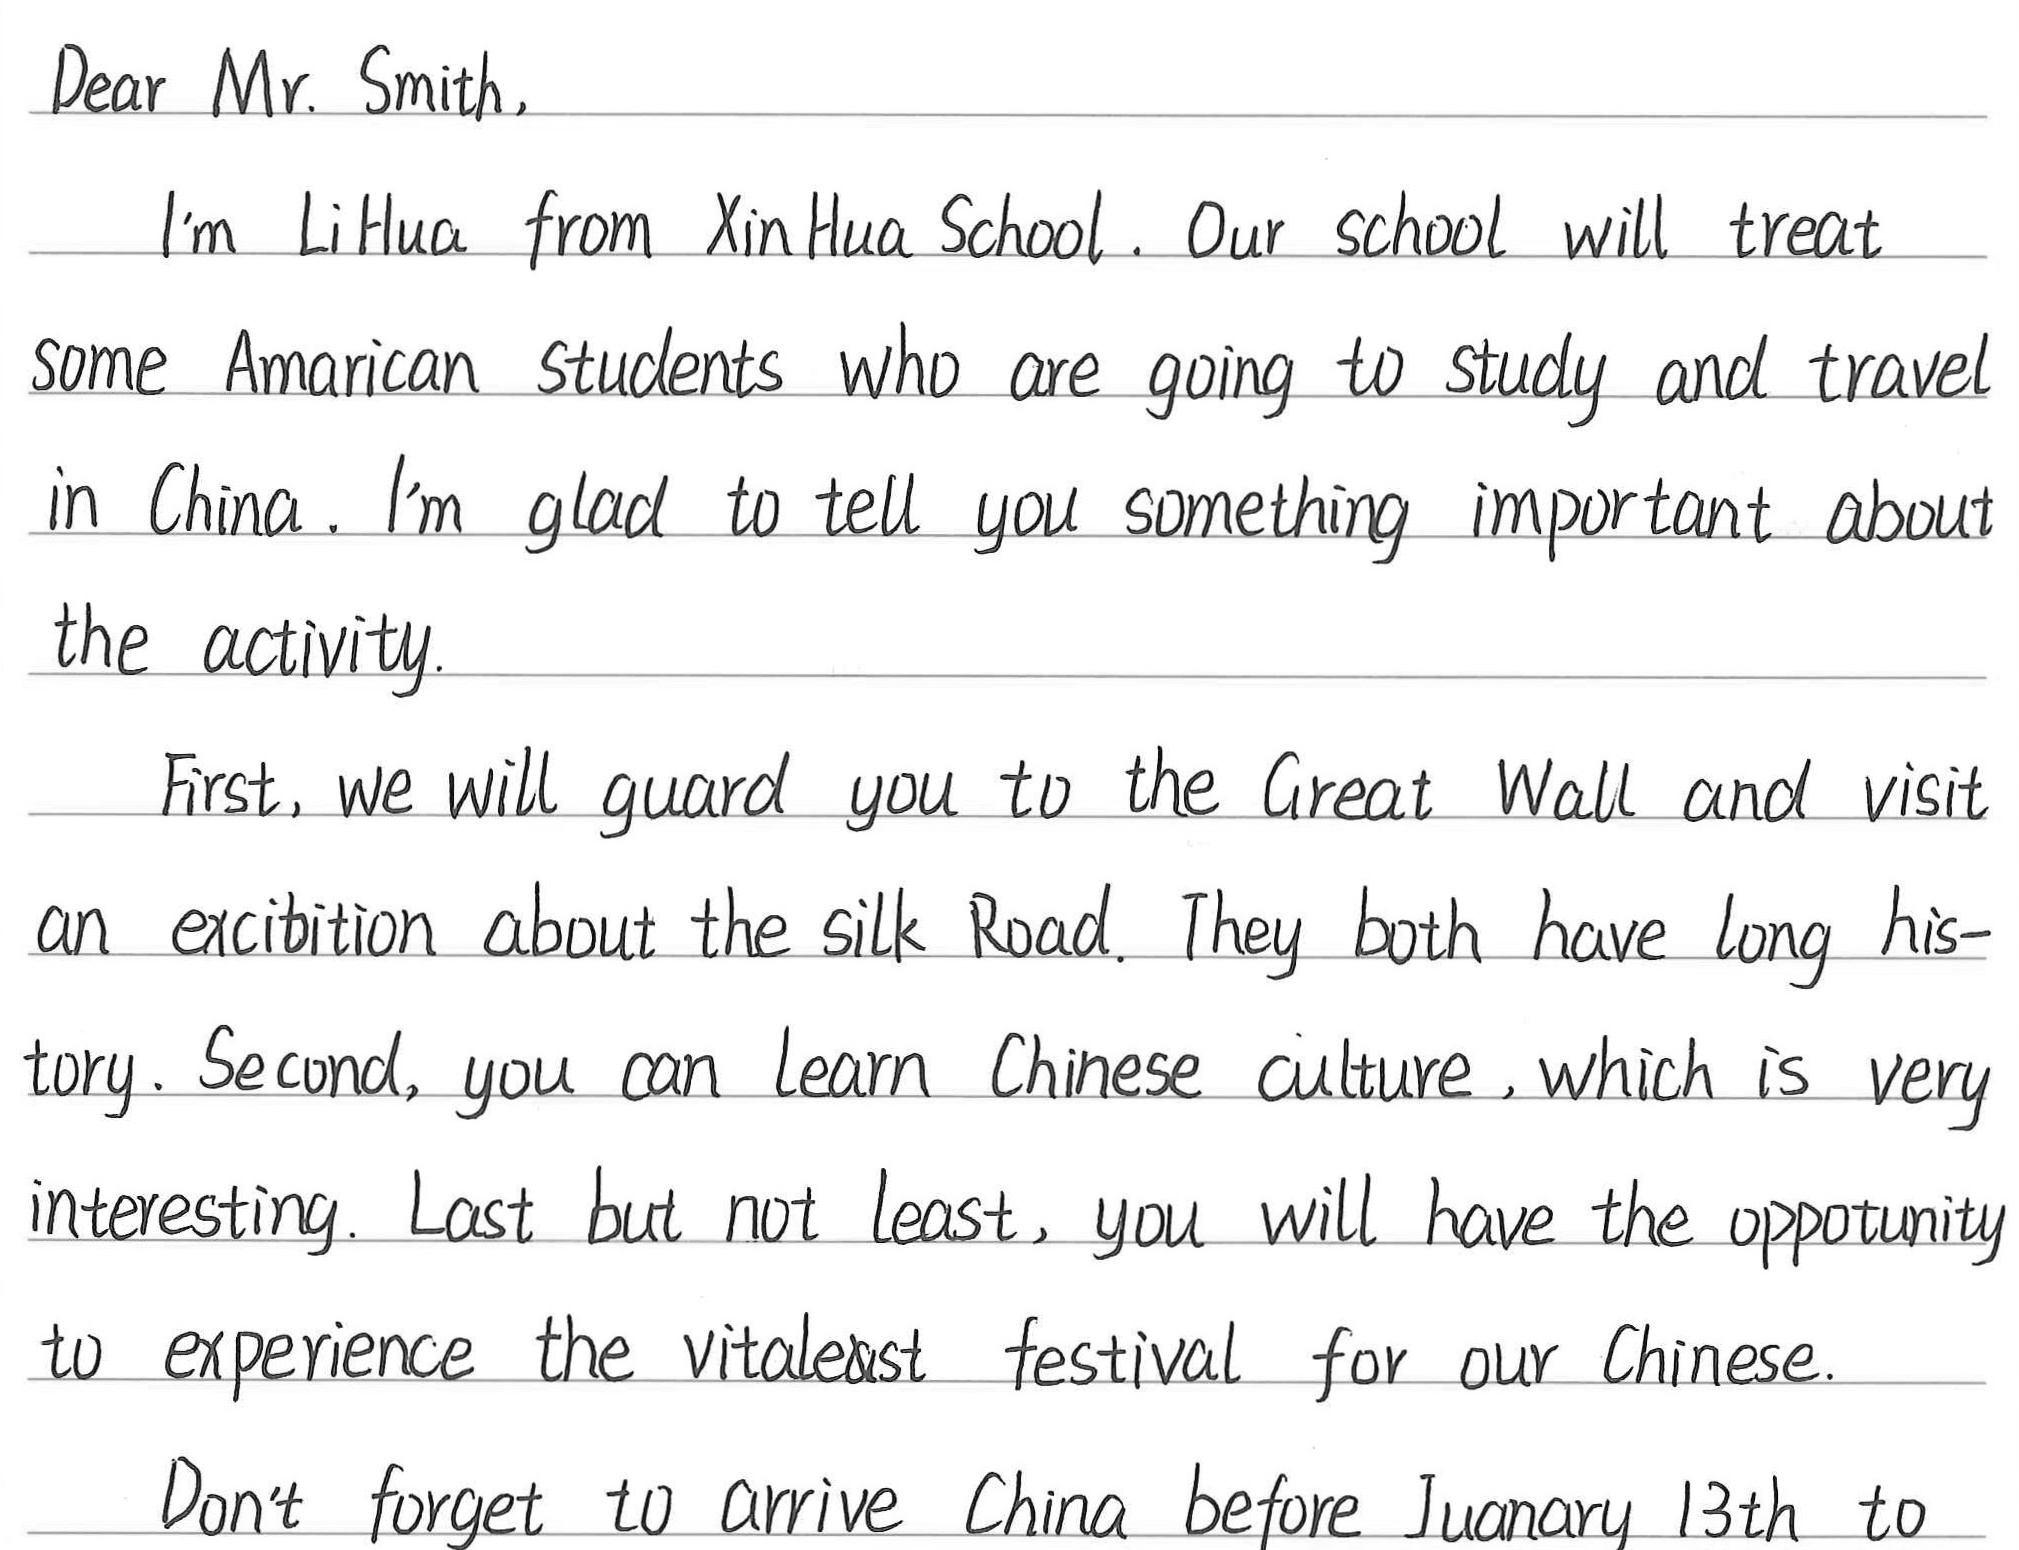 Dear Mr. Smith,
I'm Li Hua from Xin Hua School. Our school will treat
some Amarican students who are going to study and travel
in China. I'm glad to tell you something important about
the activity.
First, we will guard you to the Great Wall and visit
an excibition about the silk Road. They both have long his-
tory. Second, you can learn Chinese culture, which is very
interesting. Last but not least, you will have the oppotunity
to experience the festival for our Chinese.
Don't forget to arrive China before Juanary 13th to